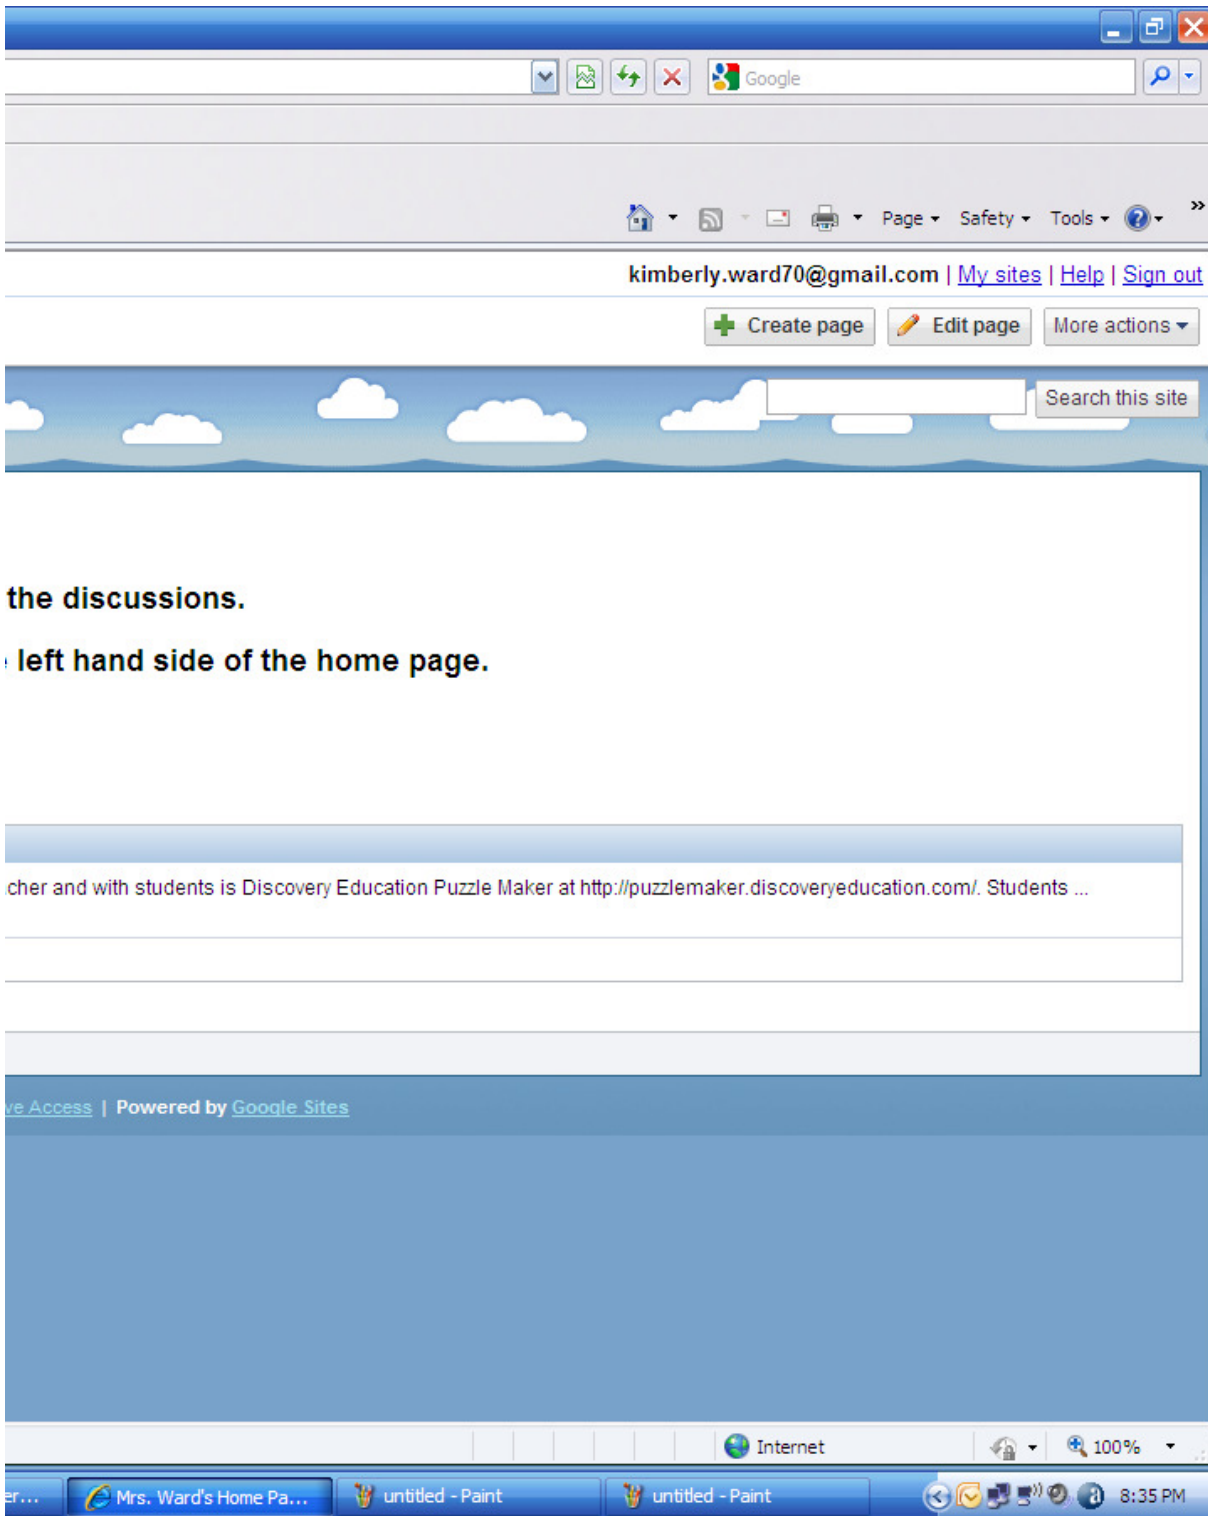 Google
Page Safety Tools »
kimberly.ward70@gmail.com | My sites | Help | Sign out
Create page Edit page More actions
Search this site
the discussions.
left hand side of the home page.
cher and with students is Discovery Education Puzzle Maker at http://puzzlemaker.discoveryeducation.com/. Students ...
ve Access | Powered by Google Sites
Internet 100%
er... Mrs. Ward's Home Pa... untitled - Paint untitled - Paint 8:35 PM